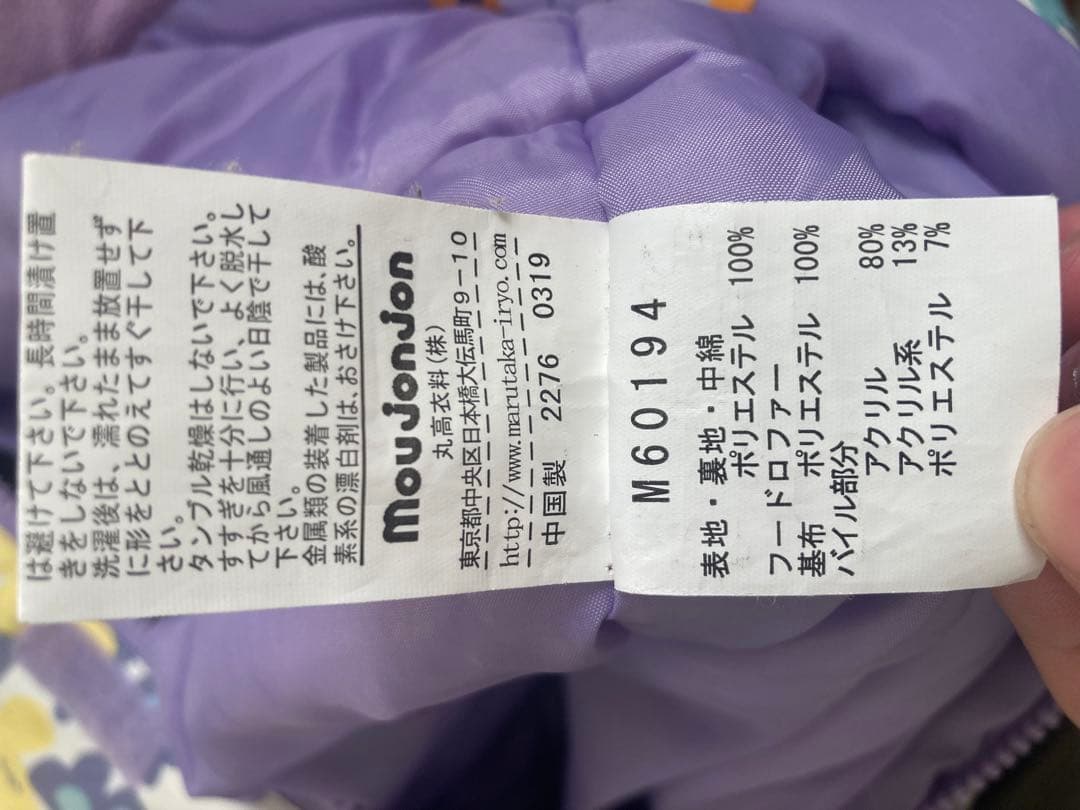 は避けて下さい。長時間漬け置
きをしないで下さい。
洗濯後は、濡れたまま放置せず
に形をととのえてすぐ干して下
さい。
タンブル乾燥はしないで下さい。
すすぎを十分に行い、よく脱水し
てから風通しのよい日陰で干して
下さい。
金属類の装着した製品には、酸
素系の漂白剤は、おさけ下さい。
moujonjon
丸高衣料(株)
東京都中央区日本橋大伝馬町9-10
http://www.marutaka-iryo.com
中国製 2276 0319
M60194
表地・裏地・中綿
ポリエステル 100%
フードロファー
基布 ポリエステル 100%
パイル部分
アクリル 80%
アクリル系 13%
ポリエステル 7%